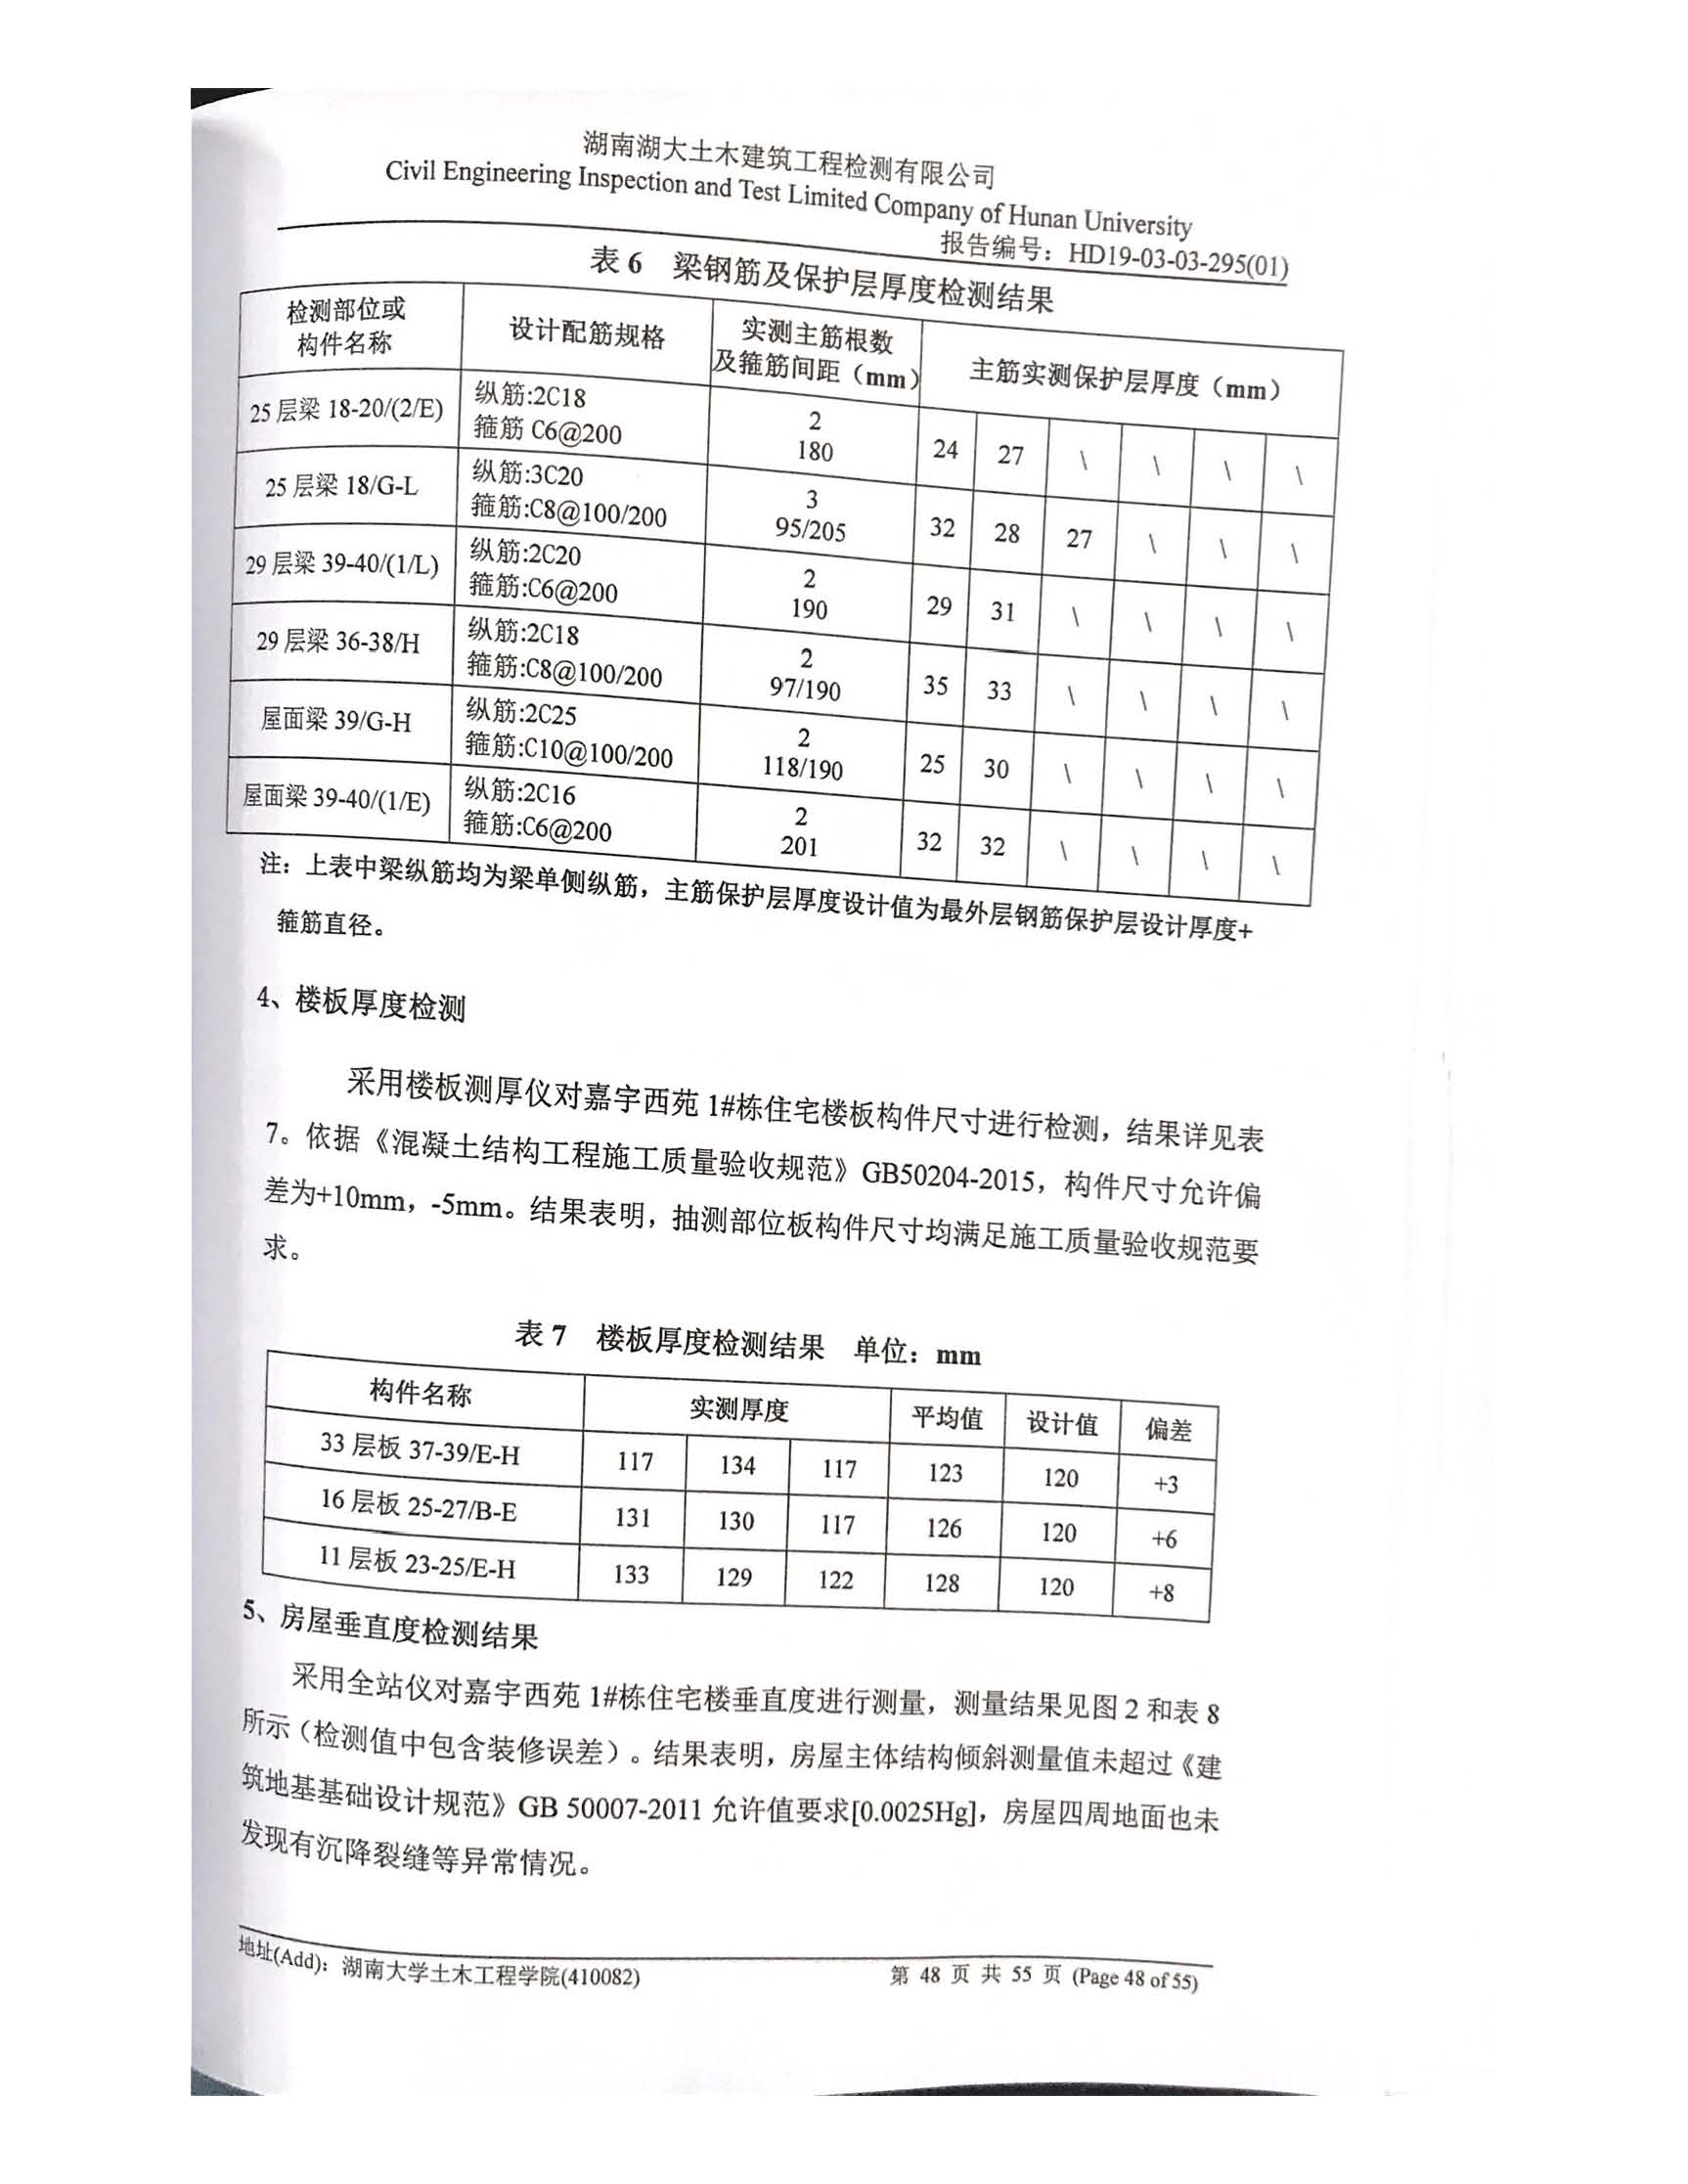 湖南湖大土木建筑工程检测有限公司
Civil Engineering Inspection and Test Limited Company of Hunan University
报告编号：HD19-03-03-295(01)
表 6 梁钢筋及保护层厚度检测结果
检测部位或
构件名称
设计配筋规格
实测主筋根数
及箍筋间距（mm）
主筋实测保护层厚度（mm）
25 层梁 18-20/(2/E)
纵筋:2C18
箍筋 C6@200
2
180
24 27 \ \ \ \
25 层梁 18/G-L
纵筋:3C20
箍筋:C8@100/200
3
95/205
32 28 27 \ \ \
29 层梁 39-40/(1/L)
纵筋:2C20
箍筋:C6@200
2
190
29 31 \ \ \ \
29 层梁 36-38/H
纵筋:2C18
箍筋:C8@100/200
2
97/190
35 33 \ \ \ \
屋面梁 39/G-H
纵筋:2C25
箍筋:C10@100/200
2
118/190
25 30 \ \ \ \
屋面梁 39-40/(1/E)
纵筋:2C16
箍筋:C6@200
2
201
32 32 \ \ \ \
注：上表中梁纵筋均为梁单侧纵筋，主筋保护层厚度设计值为最外层钢筋保护层设计厚度+
箍筋直径。
4、楼板厚度检测
采用楼板测厚仪对嘉宇西苑 1#栋住宅楼板构件尺寸进行检测，结果详见表
7。依据《混凝土结构工程施工质量验收规范》GB50204-2015，构件尺寸允许偏
差为+10mm，-5mm。结果表明，抽测部位板构件尺寸均满足施工质量验收规范要
求。
表 7 楼板厚度检测结果 单位：mm
构件名称 实测厚度 平均值 设计值 偏差
33 层板 37-39/E-H 117 134 117 123 120 +3
16 层板 25-27/B-E 131 130 117 126 120 +6
11 层板 23-25/E-H 133 129 122 128 120 +8
5、房屋垂直度检测结果
采用全站仪对嘉宇西苑 1#栋住宅楼垂直度进行测量，测量结果见图 2 和表 8
所示（检测值中包含装修误差）。结果表明，房屋主体结构倾斜测量值未超过《建
筑地基基础设计规范》GB 50007-2011 允许值要求[0.0025Hg]，房屋四周地面也未
发现有沉降裂缝等异常情况。
地址(Add)：湖南大学土木工程学院(410082)
第 48 页 共 55 页 (Page 48 of 55)